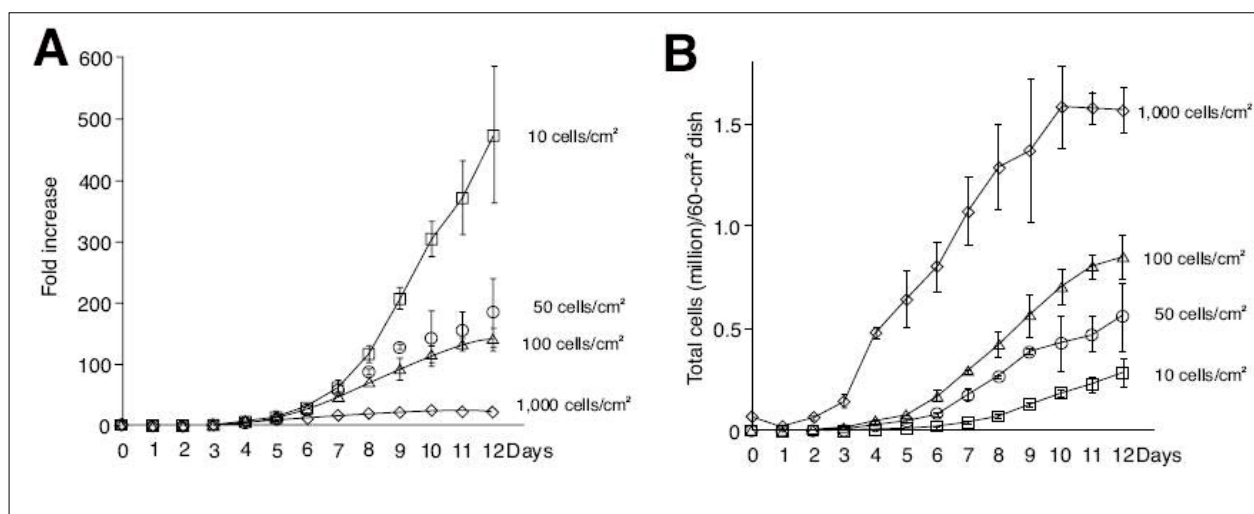 A
B
Fold increase
600
500
400
300
200
100
0
10 cells/cm²
50 cells/cm²
100 cells/cm²
1,000 cells/cm²
0 1 2 3 4 5 6 7 8 9 10 11 12Days
Total cells (million)/60-cm² dish
1.5
1.0
0.5
0
1,000 cells/cm²
100 cells/cm²
50 cells/cm²
10 cells/cm²
0 1 2 3 4 5 6 7 8 9 10 11 12Days